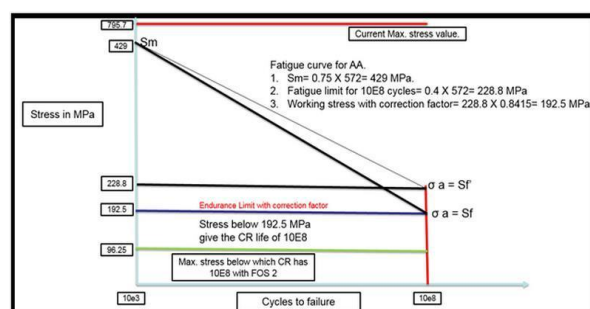 795.7
Current Max. stress value.
429
Sm
Fatigue curve for AA.
1. Sm= 0.75 X 572= 429 MPa.
2. Fatigue limit for 10E8 cycles= 0.4 X 572= 228.8 MPa
3. Working stress with correction factor= 228.8 X 0.8415= 192.5 MPa
Stress in MPa
228.8
σ a = Sf'
Endurance Limit with correction factor
192.5
σ a = Sf
Stress below 192.5 MPa
give the CR life of 10E8
96.25
Max. stress below which CR has
10E8 with FOS 2
10e3
Cycles to failure
10e8